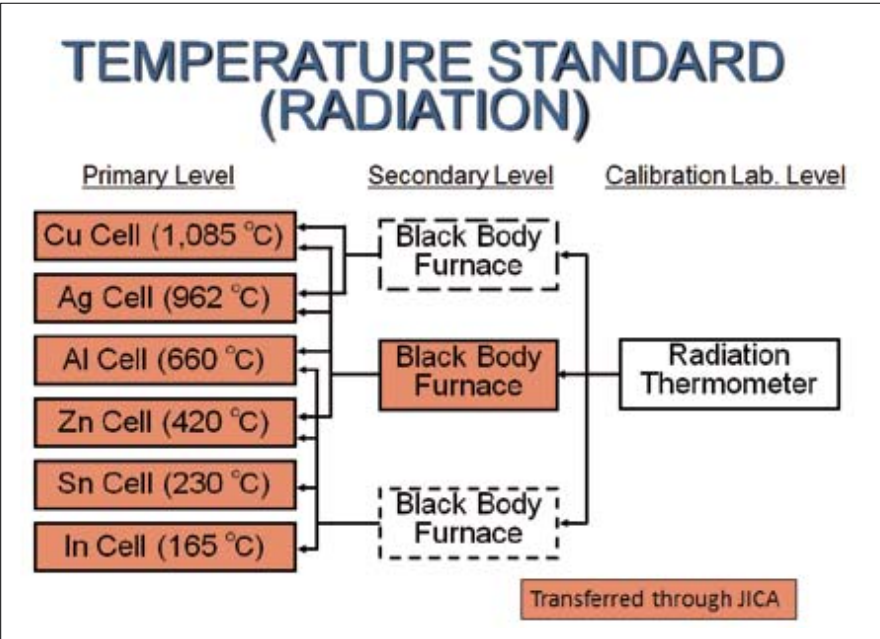 TEMPERATURE STANDARD
(RADIATION)
Primary Level
Secondary Level
Calibration Lab. Level
Cu Cell (1,085 °C)
Ag Cell (962 °C)
Al Cell (660 °C)
Zn Cell (420 °C)
Sn Cell (230 °C)
In Cell (165 °C)
Black Body
Furnace
Black Body
Furnace
Black Body
Furnace
Radiation
Thermometer
Transferred through JICA